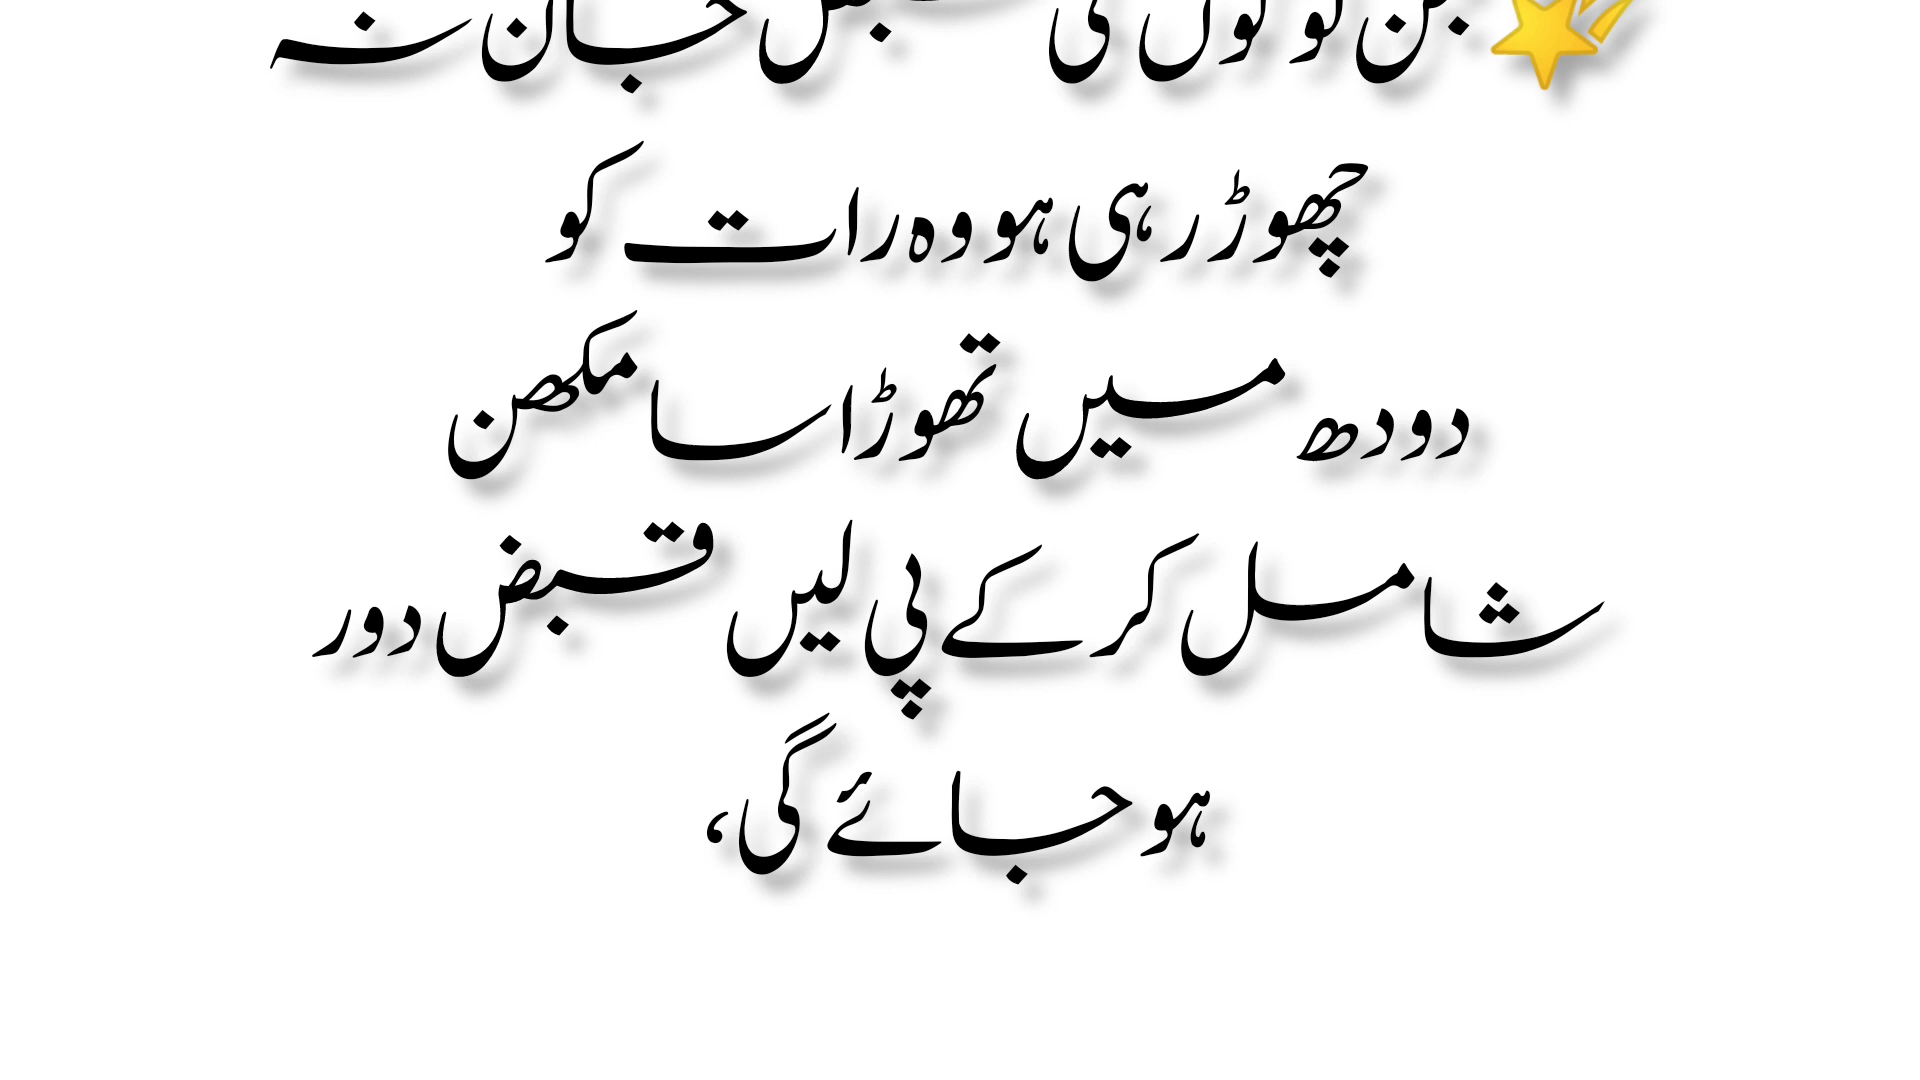 جن لوگوں کی قبض جان نہ
چھوڑ رہی ہو وہ رات کو
دودھ میں تھوڑا سا مکھن
شامل کر کے پی لیں قبض دور
ہو جائے گی،